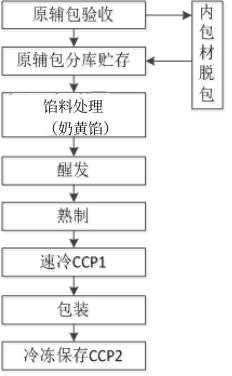 原辅包验收
内包材脱包
原辅包分库贮存
馅料处理
（奶黄馅）
醒发
熟制
速冷CCP1
包装
冷冻保存CCP2